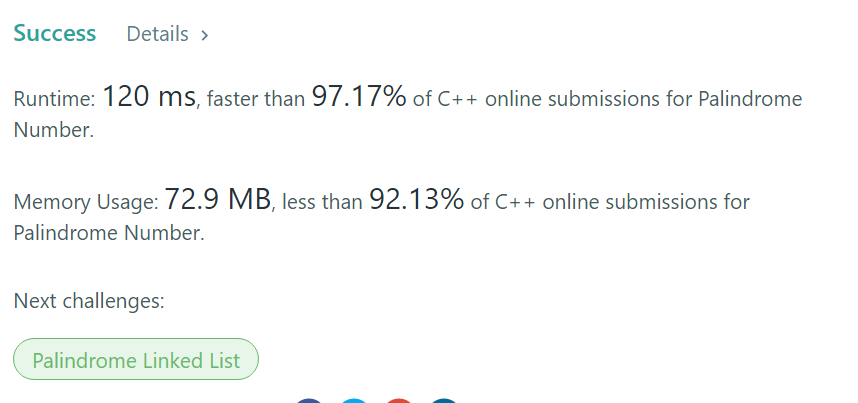 Success Details >
Runtime: 120 ms, faster than 97.17% of C++ online submissions for Palindrome
Number.
Memory Usage: 72.9 MB, less than 92.13% of C++ online submissions for
Palindrome Number.
Next challenges:
Palindrome Linked List